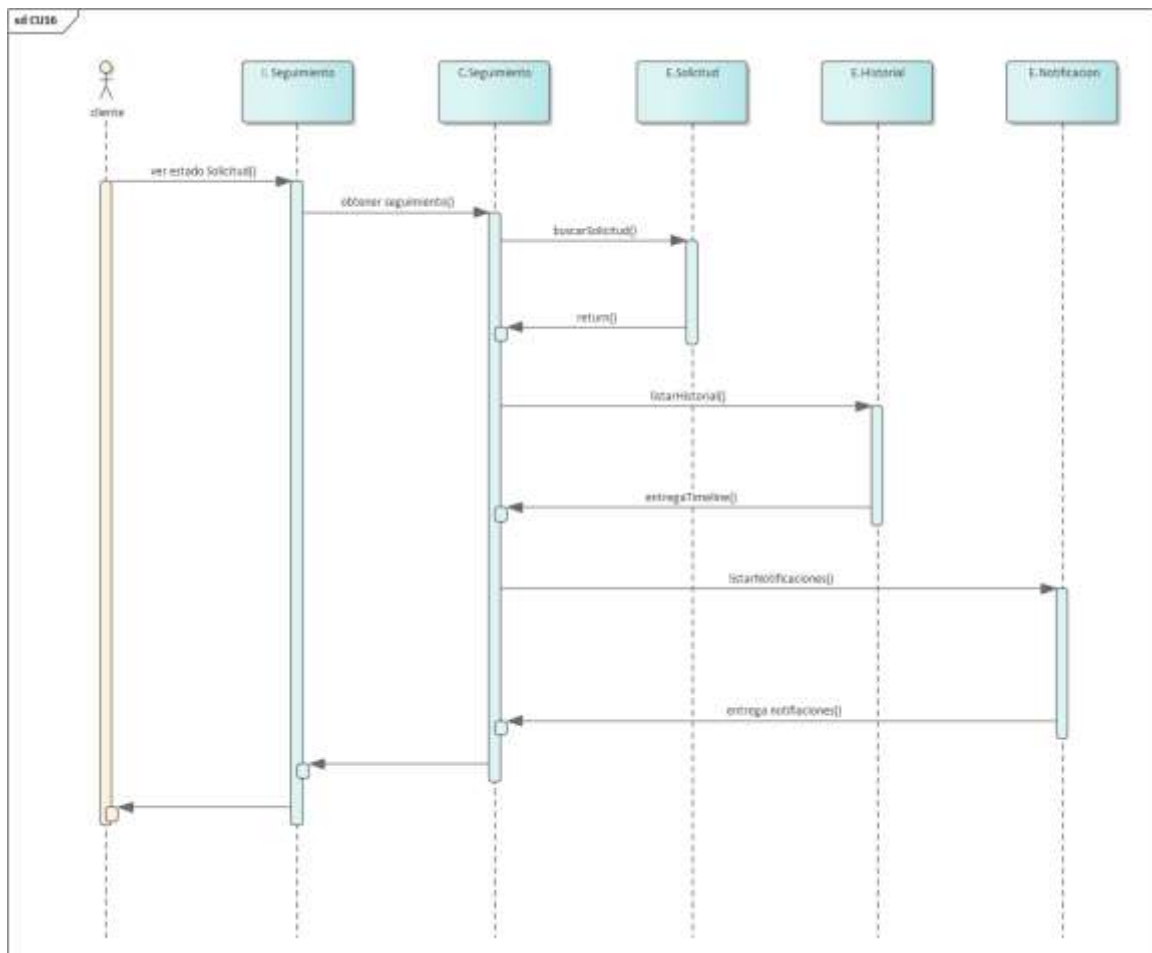 sd CU16
cliente
I. Seguimiento
C.Seguimiento
E.Solicitud
E.Historial
E.Notificacion
ver estado Solicitud()
obtener seguimiento()
buscarSolicitud()
return()
listarHistorial()
entregaTimeline()
listarNotificaciones()
entrega notifiaciones()